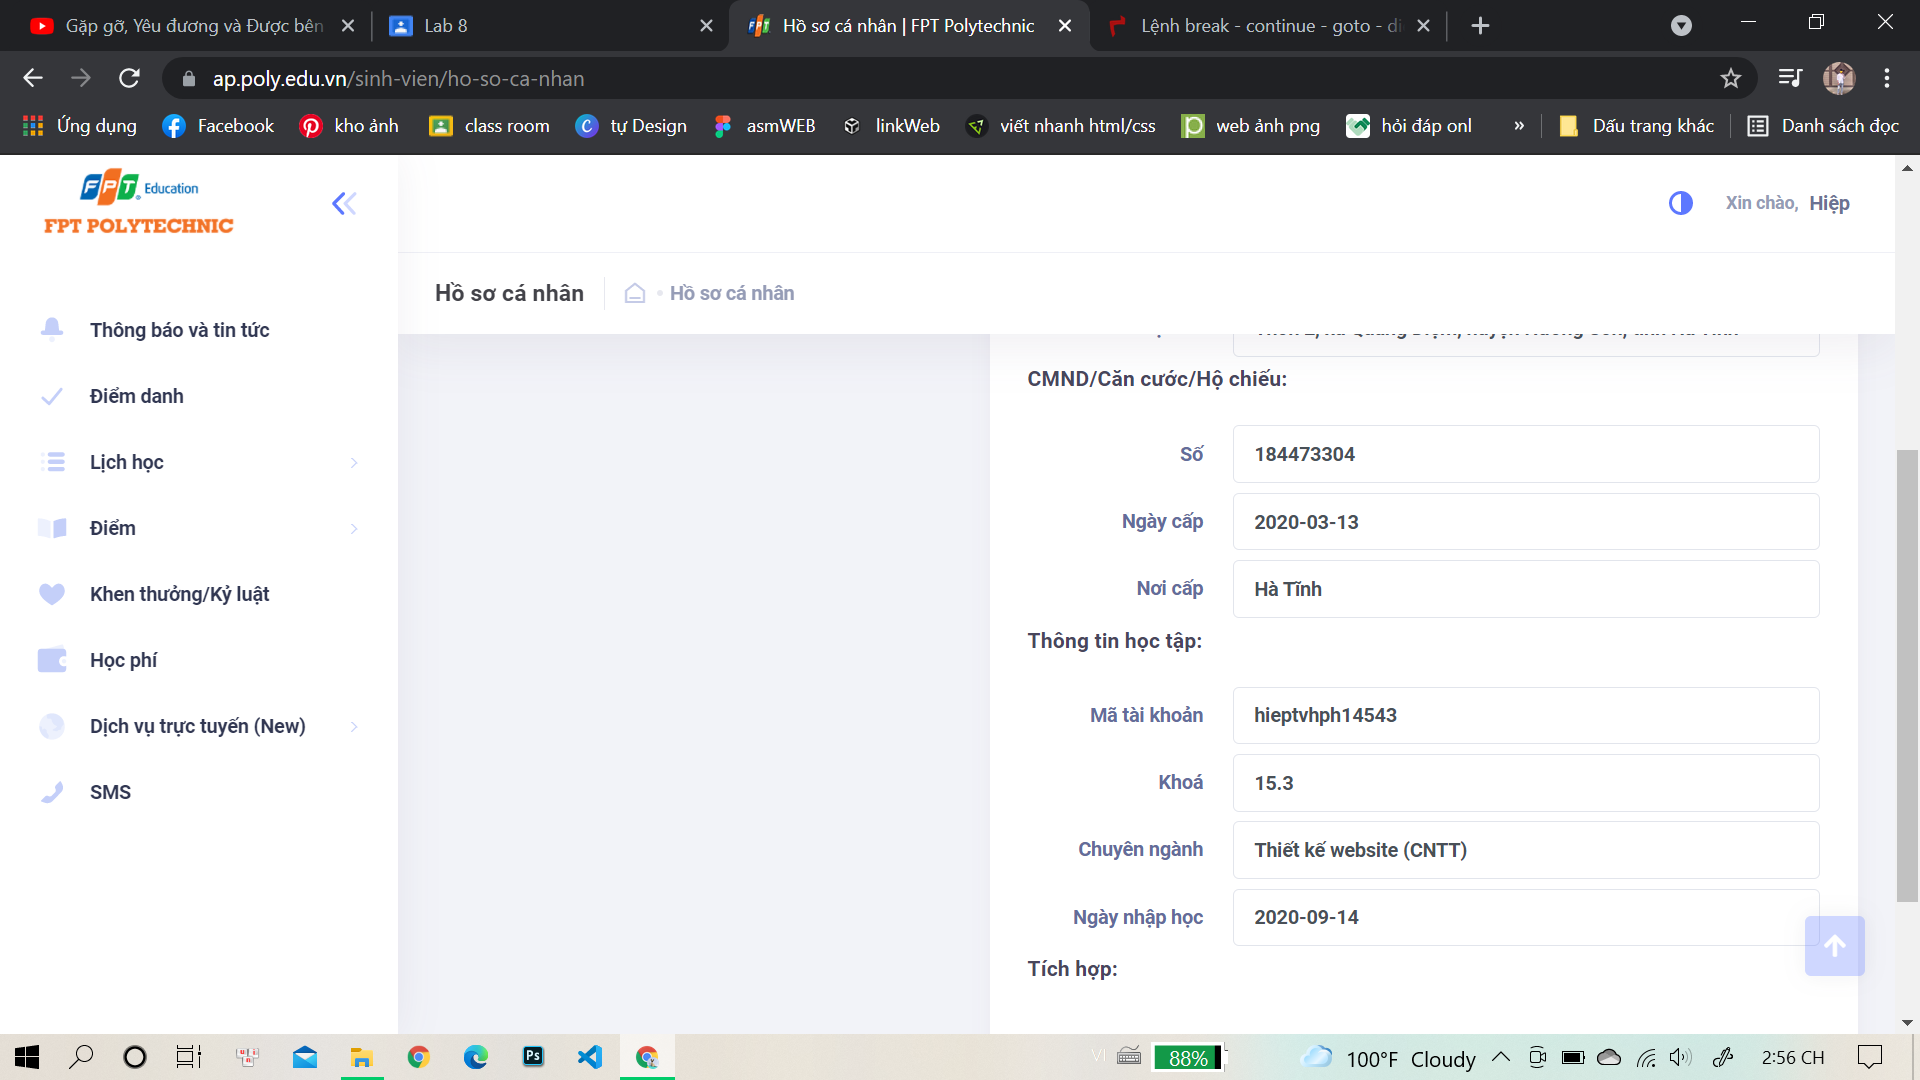 Gặp gỡ, Yêu đương và Được bên
Lab 8
Hồ sơ cá nhân | FPT Polytechnic
Lệnh break - continue - goto - di
ap.poly.edu.vn/sinh-vien/ho-so-ca-nhan
Ứng dụng
Facebook
kho ảnh
class room
tự Design
asmWEB
linkWeb
viết nhanh html/css
web ảnh png
hỏi đáp onl
»
Dấu trang khác
Danh sách đọc
FPT Education
FPT POLYTECHNIC
Xin chào, Hiệp
Hồ sơ cá nhân
Hồ sơ cá nhân
Thông báo và tin tức
Điểm danh
Lịch học
Điểm
Khen thưởng/Kỷ luật
Học phí
Dịch vụ trực tuyến (New)
SMS
CMND/Căn cước/Hộ chiếu:
Số 184473304
Ngày cấp 2020-03-13
Nơi cấp Hà Tĩnh
Thông tin học tập:
Mã tài khoản hieptvhph14543
Khoá 15.3
Chuyên ngành Thiết kế website (CNTT)
Ngày nhập học 2020-09-14
Tích hợp:
Ps
VI
88%
100°F Cloudy
2:56 CH